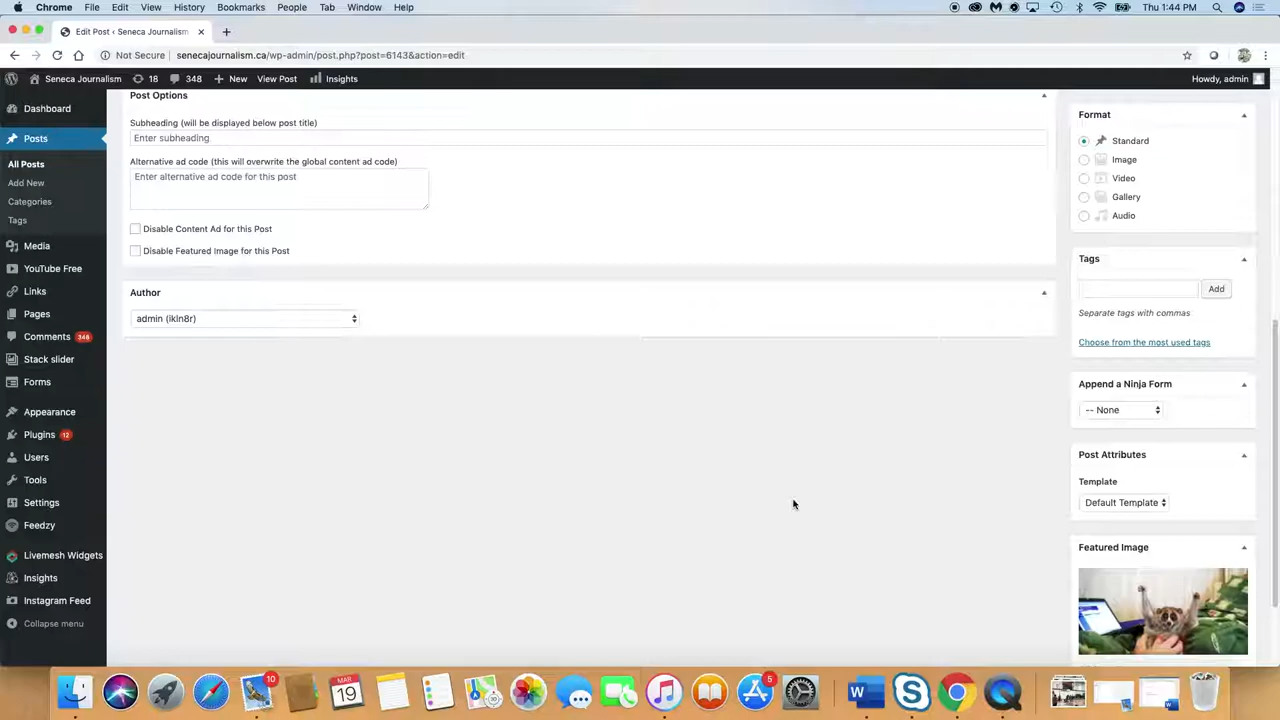 Chrome File Edit View History Bookmarks People Tab Window Help Thu 1:44 PM
Edit Post ‹ Seneca Journalism
Not Secure senecajournalism.ca/wp-admin/post.php?post=6143&action=edit
Seneca Journalism 18 348 + New View Post Insights Howdy, admin
Dashboard
Posts
All Posts
Add New
Categories
Tags
Media
YouTube Free
Links
Pages
Comments 348
Stack slider
Forms
Appearance
Plugins 12
Users
Tools
Settings
Feedzy
Livemesh Widgets
Insights
Instagram Feed
Collapse menu
Post Options
Subheading (will be displayed below post title)
Enter subheading
Alternative ad code (this will overwrite the global content ad code)
Enter alternative ad code for this post
Disable Content Ad for this Post
Disable Featured Image for this Post
Author
admin (ikin8r)
Format
Standard
Image
Video
Gallery
Audio
Tags
Add
Separate tags with commas
Choose from the most used tags
Append a Ninja Form
-- None
Post Attributes
Template
Default Template
Featured Image
10
MAR
19
5